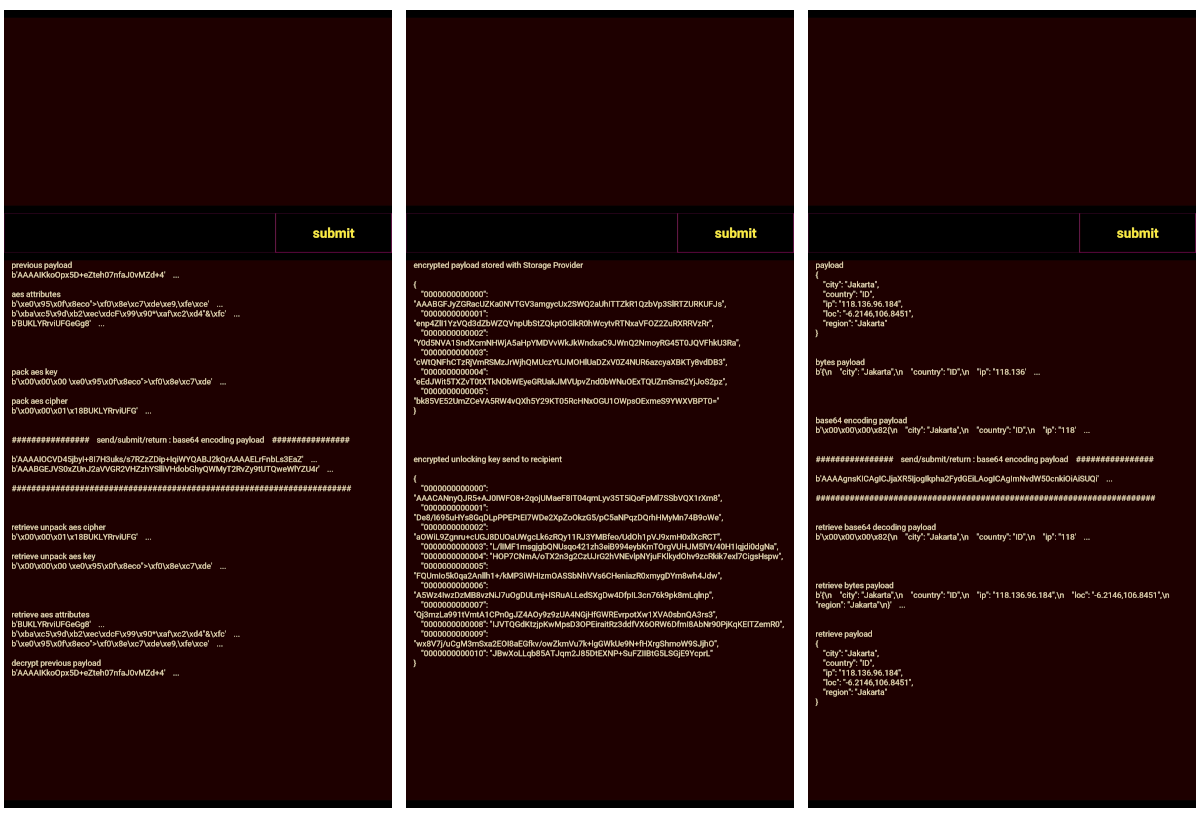 submit
previous payload
b'AAAAIKkoOpx5D+eZteh07nfaJ0vMZd+4' ...
aes attributes
b'\xe0\x95\x0f\x8eco">\xf0\x8e\xc7\xde\xe9,\xfe\xce' ...
b'\xba\xc5\x9d\xb2\xec\xdcF\x99\x90*\xaf\xc2\xd4"&\xfc' ...
b'BUKLYRrviUFGeGg8' ...
pack aes key
b'\x00\x00\x00 \xe0\x95\x0f\x8eco">\xf0\x8e\xc7\xde' ...
pack aes cipher
b'\x00\x00\x01\x18BUKLYRrviUFG' ...
################ send/submit/return : base64 encoding payload ################
b'AAAAIOCVD45jbyI+8I7H3uks/s7RZzZDip+IqiWYQABJ2kQrAAAAELrFnbLs3EaZ' ...
b'AAABGEJVS0xZUnJ2aVVGR2VHZzhYSlliVHdobGhyQWMyT2RvZy9tUTQweWlYZU4r' ...
######################################################################
retrieve unpack aes cipher
b'\x00\x00\x01\x18BUKLYRrviUFG' ...
retrieve unpack aes key
b'\x00\x00\x00 \xe0\x95\x0f\x8eco">\xf0\x8e\xc7\xde' ...
retrieve aes attributes
b'BUKLYRrviUFGeGg8' ...
b'\xba\xc5\x9d\xb2\xec\xdcF\x99\x90*\xaf\xc2\xd4"&\xfc' ...
b'\xe0\x95\x0f\x8eco">\xf0\x8e\xc7\xde\xe9,\xfe\xce' ...
decrypt previous payload
b'AAAAIKkoOpx5D+eZteh07nfaJ0vMZd+4' ...
submit
encrypted payload stored with Storage Provider
{
"0000000000000":
"AAABGFJyZGRacUZKa0NVTGV3amgycUx2SWQ2aUhITTZkR1QzbVp3SlRTZURKUFJs",
"0000000000001":
"enp4ZlI1YzVQd3dZbWZQVnpUbStZQkptOGlkR0hWcytvRTNxaVFOZ2ZuRXRRVzRr",
"0000000000002":
"Y0d5NVA1SndXcmNHWjA5aHpYMDVvWkJkWndxaC9JWnQ2NmoyRG45T0JQVFhkU3Ra",
"0000000000003":
"cWtQNFhCTzRjVmRSMzJrWjhQMUczYUJMOHlUaDZxV0Z4NUR6azcyaXBKTy8vdDB3",
"0000000000004":
"eEdJWit5TXZvT0tXTkN0bWEyeGRUakJMVUpvZnd0bWNuOExTQUZmSms2YjJoS2pz",
"0000000000005":
"bk85VE52UmZCeVA5RW4vQXh5Y29KT05RcHNxOGU1OWpsOExmeS9YWXVBPT0="
}
encrypted unlocking key send to recipient
{
"0000000000000":
"AAACANnyQJR5+AJ0IWFO8+2qojUMaeF8IT04qmLyv35T5iQoFpMl7SSbVQX1rXm8",
"0000000000001":
"De8/I695uHYs8GqDLpPPEPtEI7WDe2XpZoOkzG5/pC5aNPqzDQrhHMyMn74B9oWe",
"0000000000002":
"aOWiL9Zgnru+cUGJ8DUOaUWgcLk6zRQy11RJ3YMBfeo/UdOh1pVJ9xmH0xlXcRCT",
"0000000000003": "L/lIMF1msgjgbQNUsqo421zh3eiB994eybKmTOrgVUHJM5lYt/40H1Iqjdi0dgNa",
"0000000000004": "HOP7CNmA/oTX2n3g2CzUJrG2hVNEvipNYjuFKlkydOhv9zcRkik7exl7CigsHspw",
"0000000000005":
"FQUmIo5k0qa2Anllh1+/kMP3iWHIzmOASSbNhVVs6CHeniazR0xmygDYm8wh4Jdw",
"0000000000006":
"A5Wz4IwzDzMB8vzNiJ7uOgDULmj+ISRuALLedSXgDw4DfpIL3cn76k9pk8mLqlnp",
"0000000000007":
"Qj3mzLa991tVmtA1CPn0gJZ4AOy9z9zUA4NGjHfGWREvrpotXw1XVA0sbnQA3rs3",
"0000000000008": "IJVTQGdKtzjpKwMpsD3OPEiraitRz3ddfVX6ORW6DfmI8AbNr90PjKqKEITZemR0",
"0000000000009":
"wx8V7j/uCgM3mSxa2EOI8aEGfkv/owZkmVu7k+lgGWkUe9N+fHXrgShmoW9SJjhO",
"0000000000010": "JBwXoLLqb85ATJqm2J85DtEXNP+SuFZIIBtG5LSGjE9YcprL"
}
submit
payload
{
"city": "Jakarta",
"country": "ID",
"ip": "118.136.96.184",
"loc": "-6.2146,106.8451",
"region": "Jakarta"
}
bytes payload
b'{\n "city": "Jakarta",\n "country": "ID",\n "ip": "118.136' ...
base64 encoding payload
b'\x00\x00\x00\x82{\n "city": "Jakarta",\n "country": "ID",\n "ip": "118' ...
################ send/submit/return : base64 encoding payload ################
b'AAAAgnsKICAgICJjaXR5IjogIkpha2FydGEiLAogICAgImNvdW50cnkiOiAiSUQi' ...
######################################################################
retrieve base64 decoding payload
b'\x00\x00\x00\x82{\n "city": "Jakarta",\n "country": "ID",\n "ip": "118' ...
retrieve bytes payload
b'{\n "city": "Jakarta",\n "country": "ID",\n "ip": "118.136.96.184",\n "loc": "-6.2146,106.8451",\n
"region": "Jakarta"\n}' ...
retrieve payload
{
"city": "Jakarta",
"country": "ID",
"ip": "118.136.96.184",
"loc": "-6.2146,106.8451",
"region": "Jakarta"
}